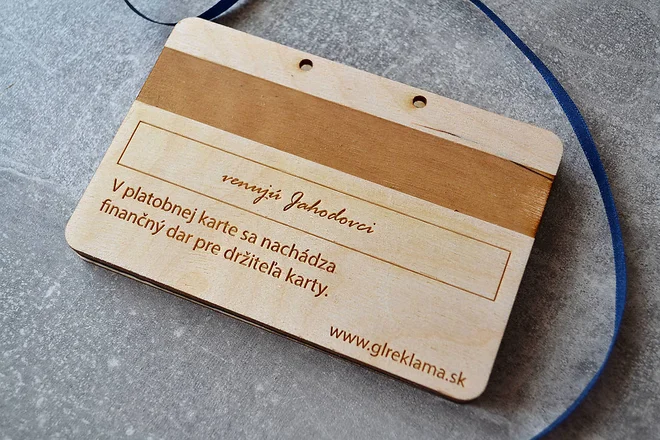 venujú Jahodovci
V platobnej karte sa nachádza
finančný dar pre držiteľa karty.
www.glreklama.sk